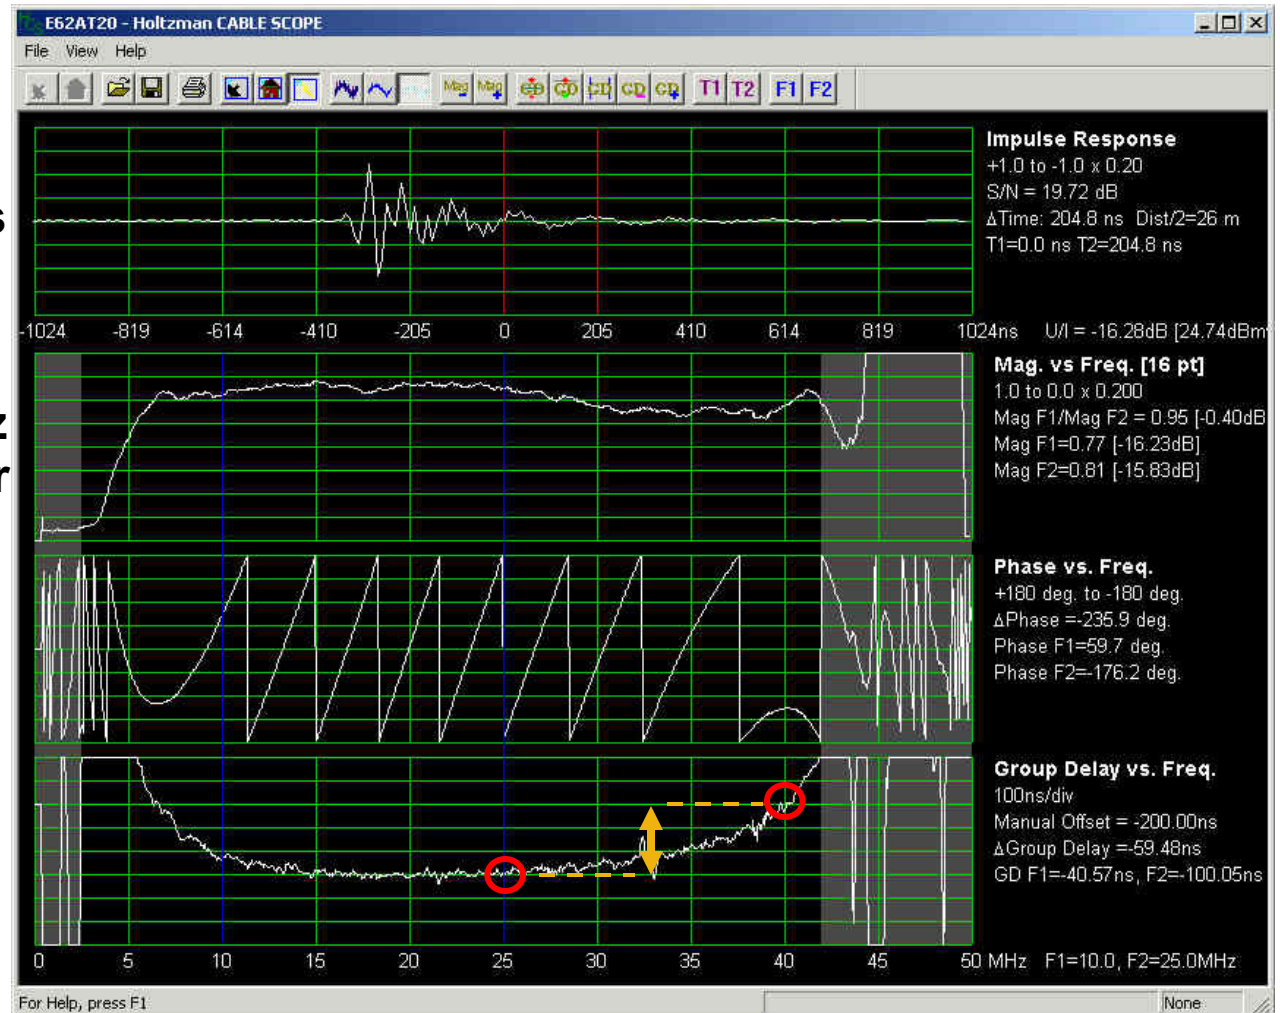 E62AT20 - Holtzman CABLE SCOPE
File View Help
Mag Mag GD GD GD GD GD T1 T2 F1 F2
s
z
r
Impulse Response
+1.0 to -1.0 x 0.20
S/N = 19.72 dB
ΔTime: 204.8 ns Dist/2=26 m
T1=0.0 ns T2=204.8 ns
-1024 -819 -614 -410 -205 0 205 410 614 819 1024ns U/I = -16.28dB [24.74dBm
Mag. vs Freq. [16 pt]
1.0 to 0.0 x 0.200
Mag F1/Mag F2 = 0.95 [-0.40dB
Mag F1=0.77 [-16.23dB]
Mag F2=0.81 [-15.83dB]
Phase vs. Freq.
+180 deg. to -180 deg.
ΔPhase =-235.9 deg.
Phase F1=59.7 deg.
Phase F2=-176.2 deg.
Group Delay vs. Freq.
100ns/div
Manual Offset = -200.00ns
ΔGroup Delay =-59.48ns
GD F1=-40.57ns, F2=-100.05ns
0 5 10 15 20 25 30 35 40 45 50 MHz F1=10.0, F2=25.0MHz
For Help, press F1
None